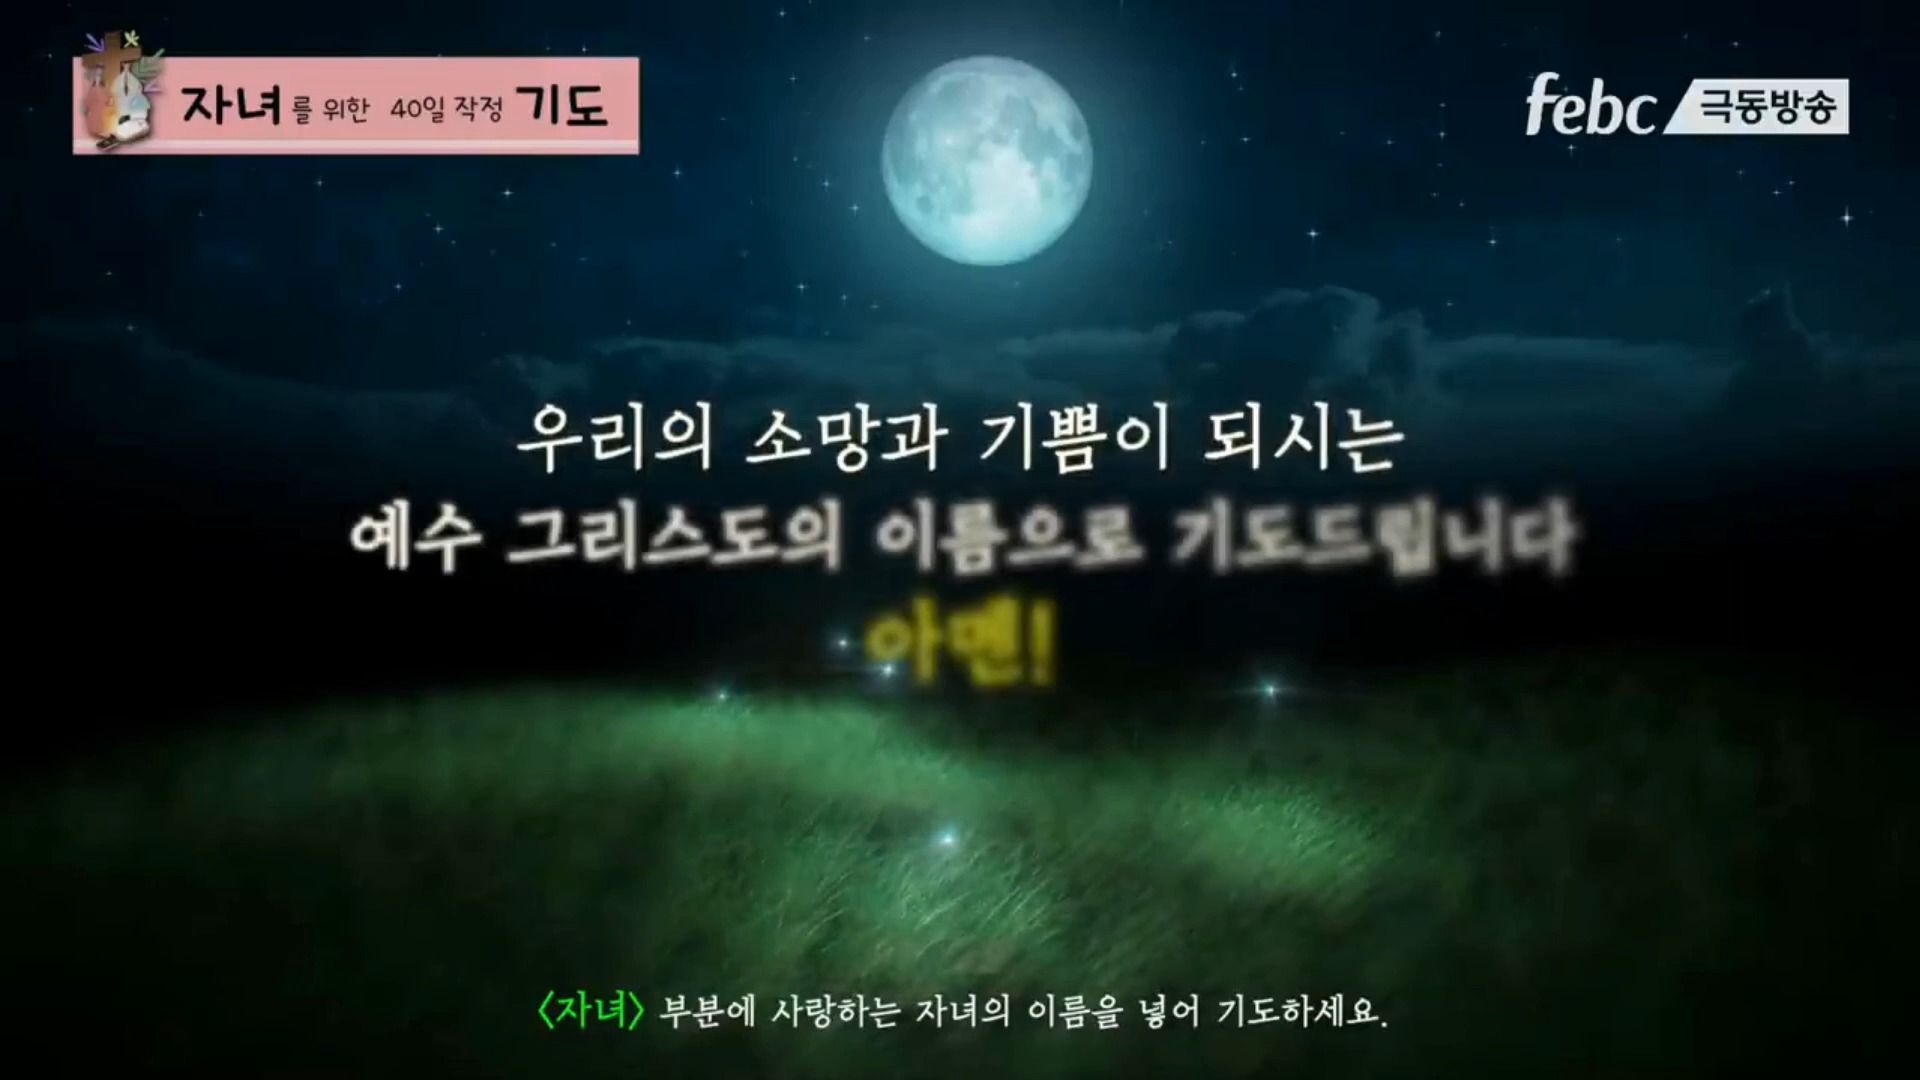 자녀를 위한 40일 작정 기도
febc 극동방송
우리의 소망과 기쁨이 되시는
예수 그리스도의 이름으로 기도드립니다
아멘!
<자녀> 부분에 사랑하는 자녀의 이름을 넣어 기도하세요.